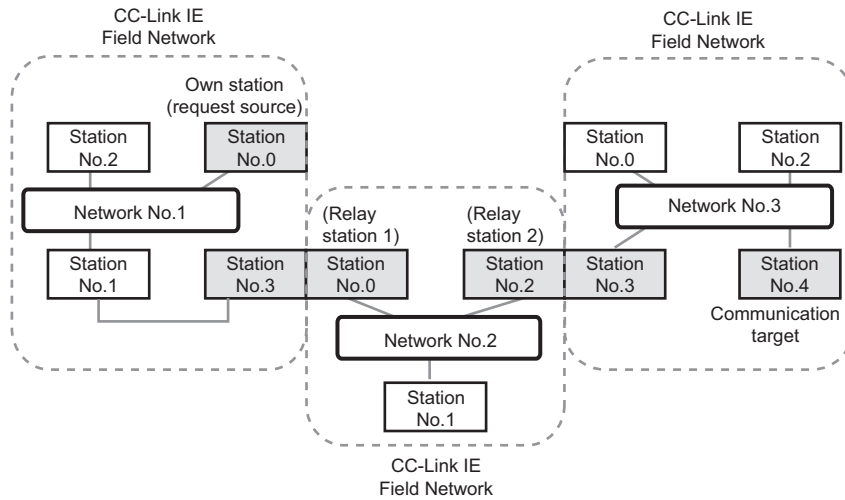 CC-Link IE
Field Network
CC-Link IE
Field Network
Own station
(request source)
Station
No.2
Station
No.0
Station
No.0
Station
No.2
Network No.1
Network No.3
(Relay
station 1)
(Relay
station 2)
Station
No.1
Station
No.3
Station
No.0
Station
No.2
Station
No.3
Station
No.4
Communication
target
Network No.2
Station
No.1
CC-Link IE
Field Network